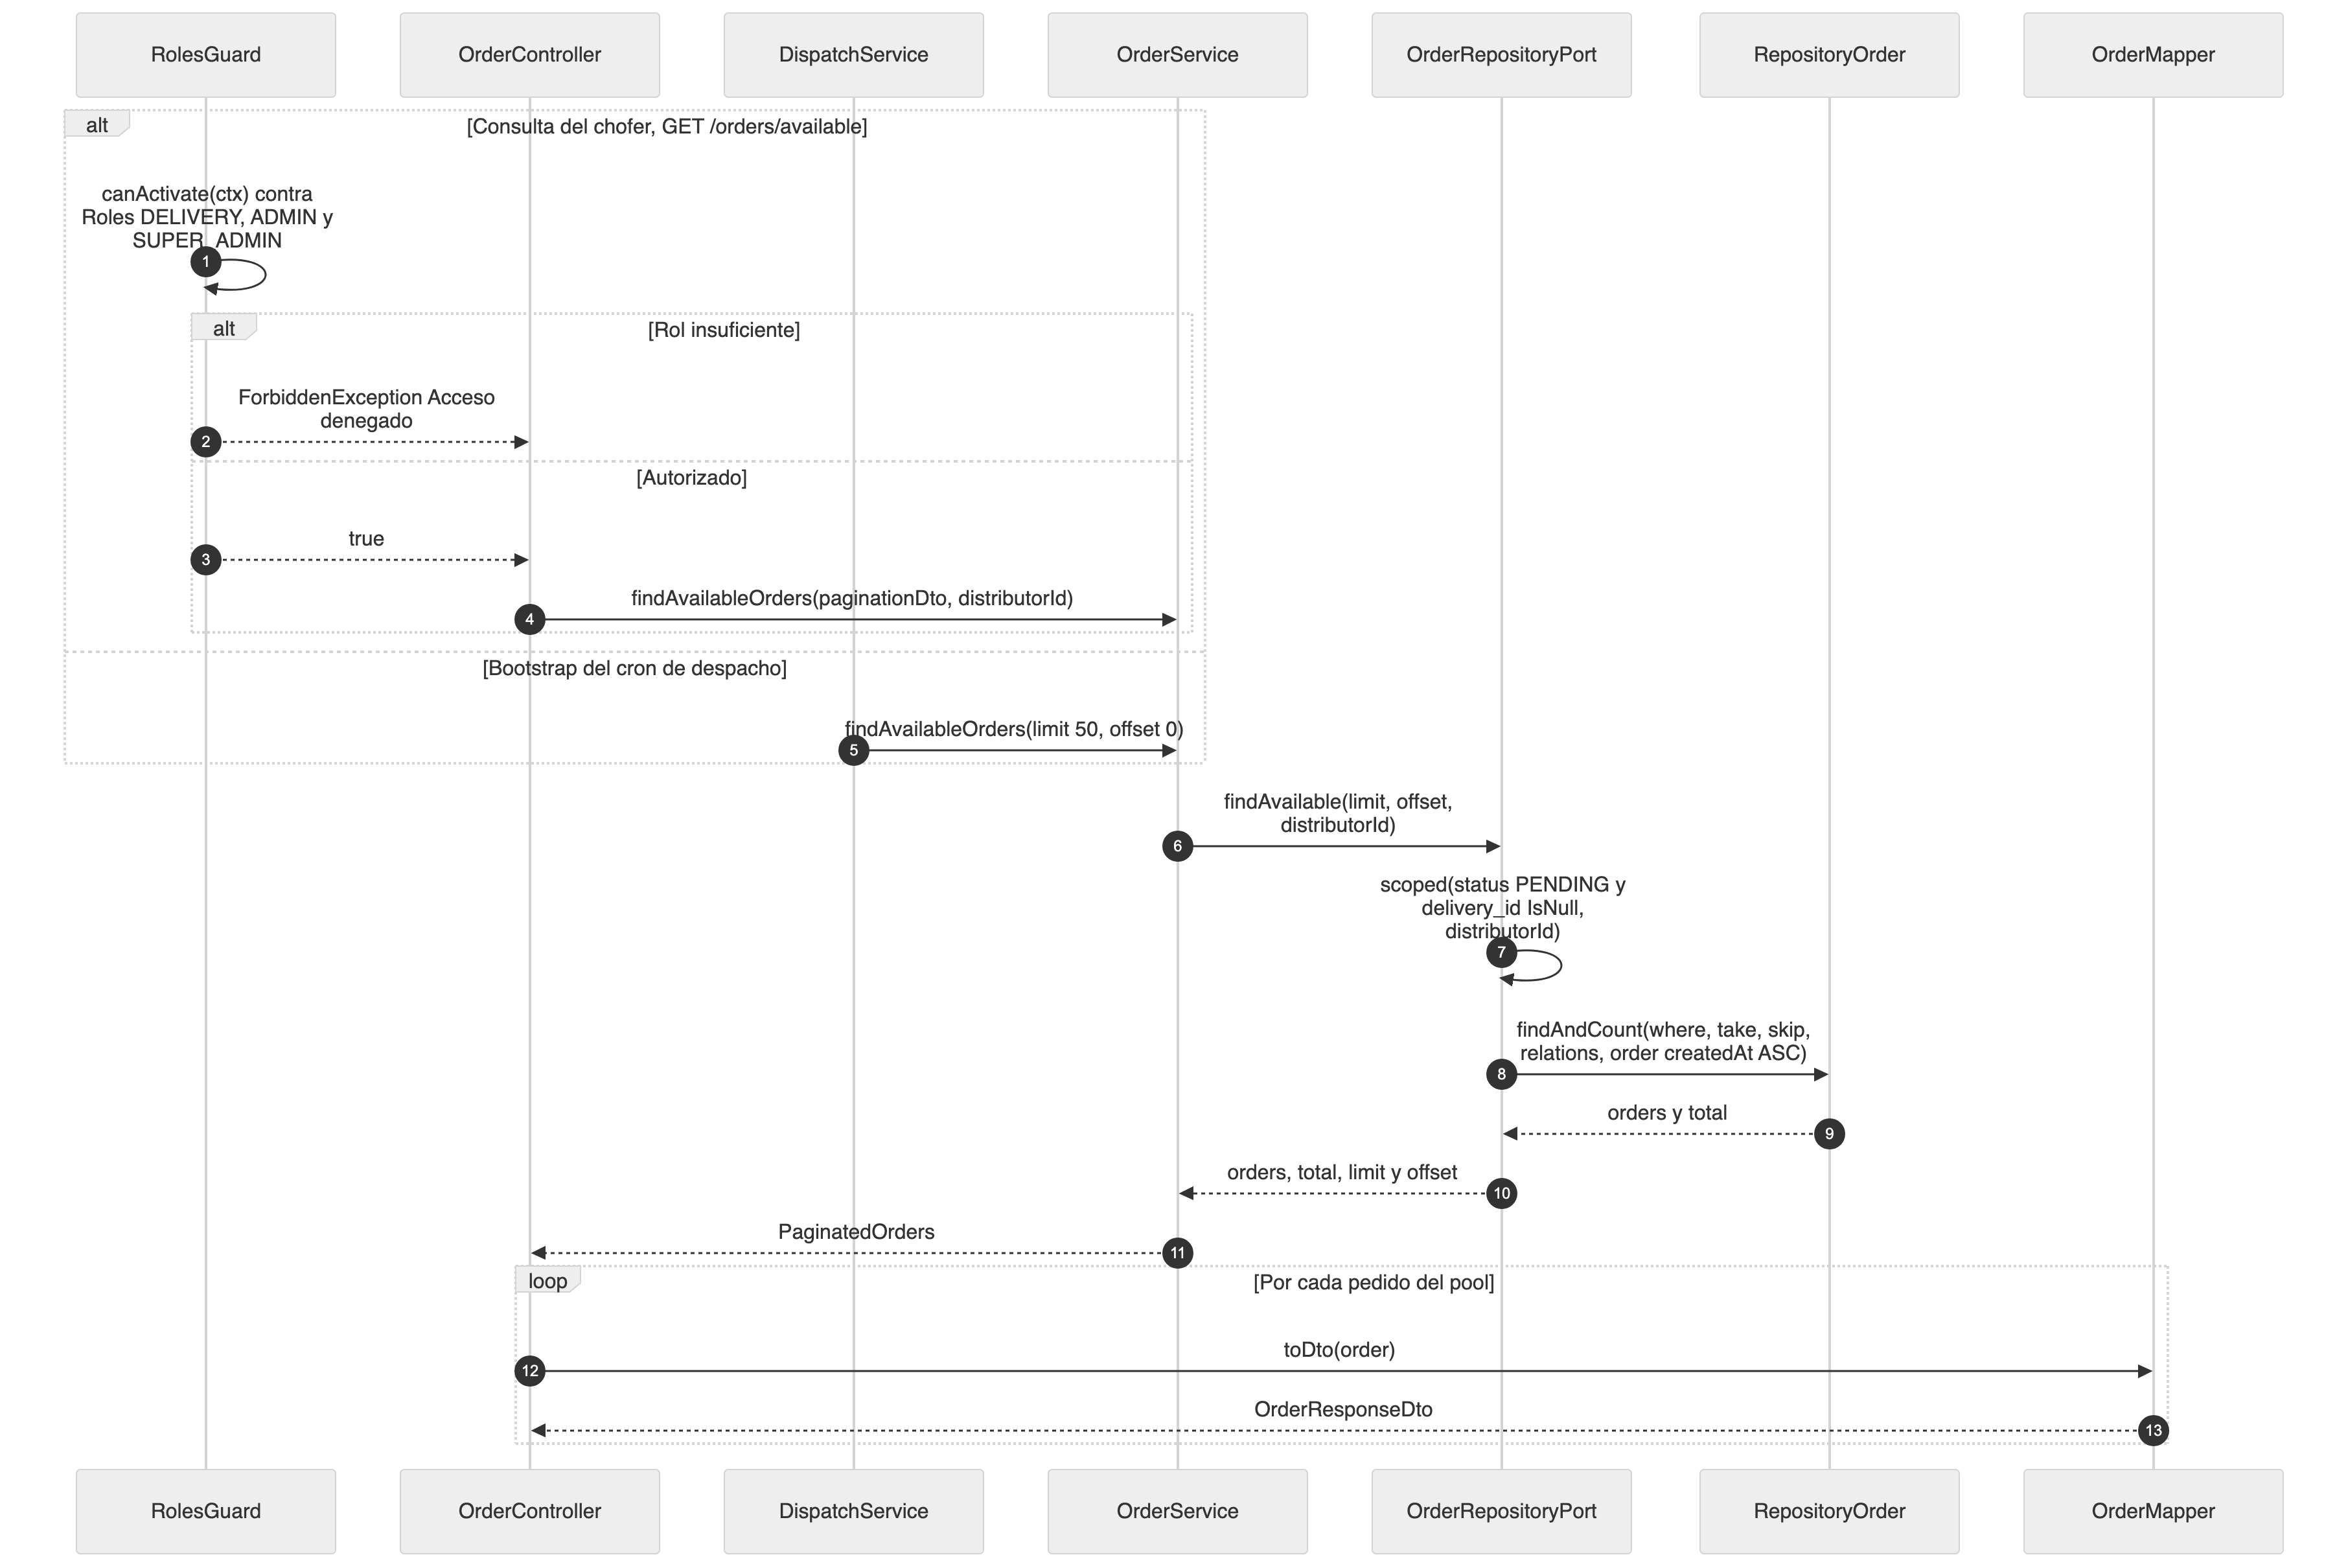 RolesGuard
OrderController
DispatchService
OrderService
OrderRepositoryPort
RepositoryOrder
OrderMapper
alt
[Consulta del chofer, GET /orders/available]
canActivate(ctx) contra
Roles DELIVERY, ADMIN y
SUPER_ADMIN
1
alt
[Rol insuficiente]
ForbiddenException Acceso
denegado
2
[Autorizado]
true
3
findAvailableOrders(paginationDto, distributorId)
4
[Bootstrap del cron de despacho]
findAvailableOrders(limit 50, offset 0)
5
findAvailable(limit, offset,
distributorId)
6
scoped(status PENDING y
delivery_id IsNull,
distributorId)
7
findAndCount(where, take, skip,
relations, order createdAt ASC)
8
orders y total
9
orders, total, limit y offset
10
PaginatedOrders
11
loop
[Por cada pedido del pool]
toDto(order)
12
OrderResponseDto
13
RolesGuard
OrderController
DispatchService
OrderService
OrderRepositoryPort
RepositoryOrder
OrderMapper